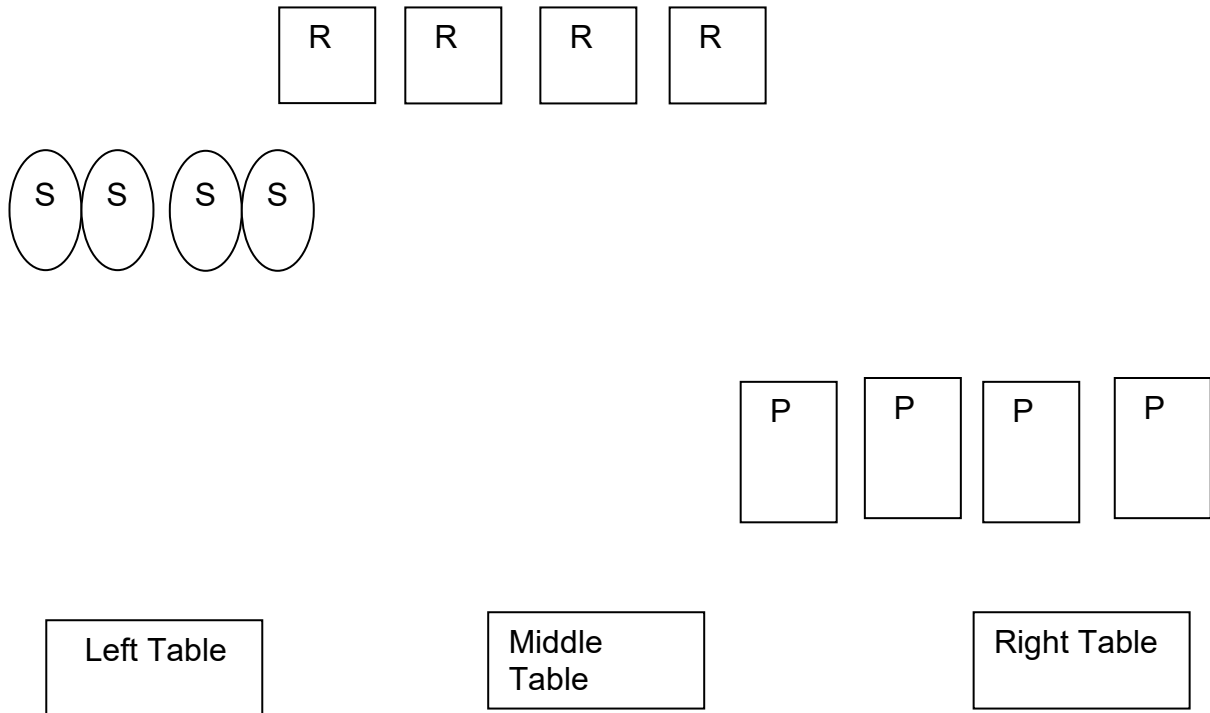 R R R R
S S S S
P P P P
Left Table
Middle
Table
Right Table